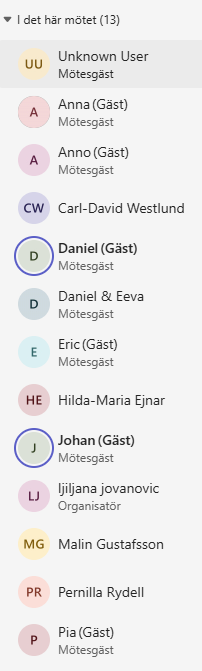 I det här mötet (13)
UU
Unknown User
Mötesgäst
A
Anna (Gäst)
Mötesgäst
A
Anno (Gäst)
Mötesgäst
CW
Carl-David Westlund
D
Daniel (Gäst)
Mötesgäst
D
Daniel & Eeva
Mötesgäst
E
Eric (Gäst)
Mötesgäst
HE
Hilda-Maria Ejnar
J
Johan (Gäst)
Mötesgäst
LJ
ljiljana jovanovic
Organisatör
MG
Malin Gustafsson
PR
Pernilla Rydell
P
Pia (Gäst)
Mötesgäst